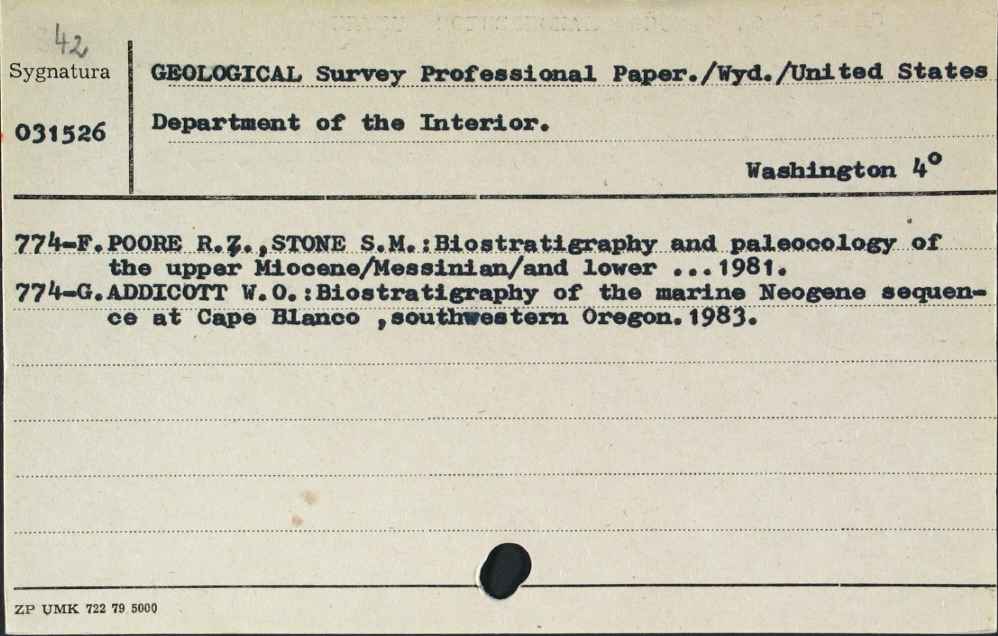 42
Sygnatura
GEOLOGICAL Survey Professional Paper./Wyd./United States
031526
Department of the Interior.
Washington 4°
774-F. POORE R.Z.,STONE S.M.:Biostratigraphy and paleocology of
the upper Miocene/Messinian/and lower ...1981.
774-G. ADDICOTT W.O.:Biostratigraphy of the marine Neogene sequen-
ce at Cape Blanco ,southwestern Oregon. 1983.
ZP UMK 722 79 5000